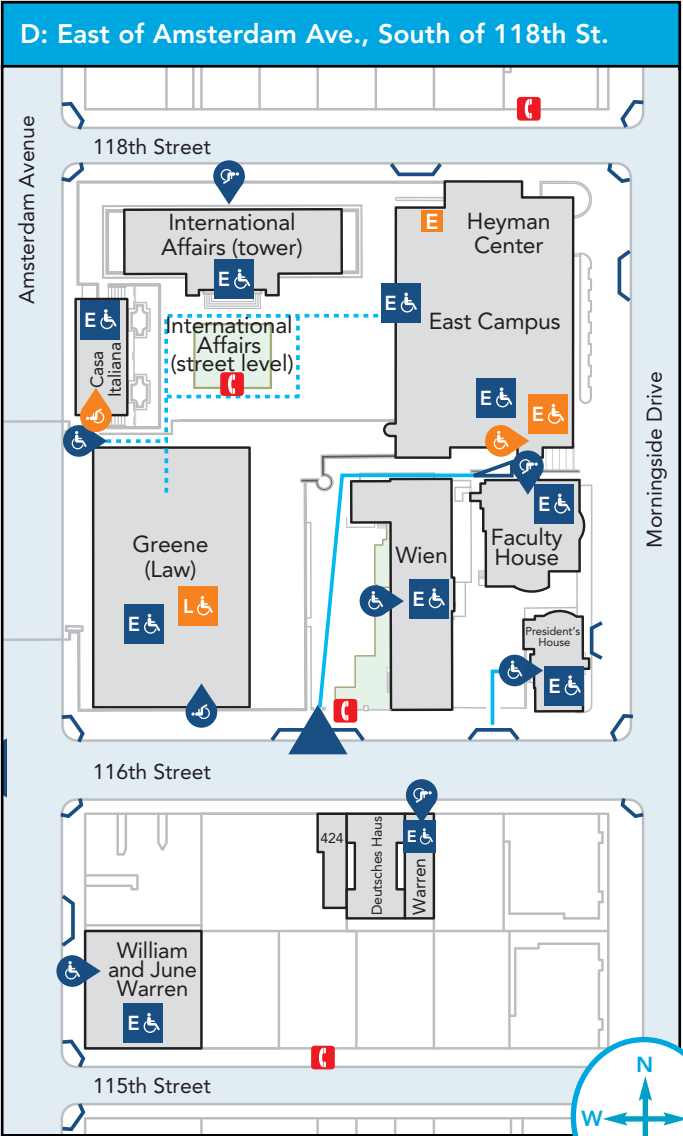 D: East of Amsterdam Ave., South of 118th St.
Amsterdam Avenue
118th Street
International
Affairs (tower)
E
E
Heyman
Center
E
East Campus
E
Casa
Italiana
International
Affairs
(street level)
E
E
Morningside Drive
Greene
(Law)
E
L
Wien
E
E
Faculty
House
President's
House
E
116th Street
424
Deutsches Haus
E
Warren
William
and June
Warren
E
115th Street
N
W